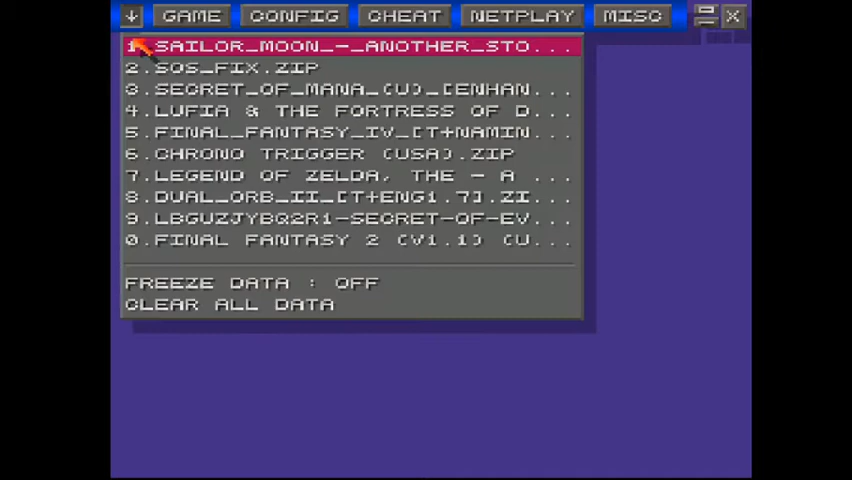 GAME CONFIG CHEAT NETPLAY MISC X
1.SAILOR_MOON_-_ANOTHER_STO...
2.SOS_FIX.ZIP
3.SECRET_OF_MANA_(U)_[ENHAN...
4.LUFIA & THE FORTRESS OF D...
5.FINAL_FANTASY_IV_[T+NAMIN...
6.CHRONO TRIGGER (USA).ZIP
7.LEGEND OF ZELDA, THE - A ...
8.DUAL_ORB_II_[T+ENG1.7].ZI...
9.LBGUZJYBQ2R1-SECRET-OF-EV...
0.FINAL FANTASY 2 (V1.1) (U...
FREEZE DATA : OFF
CLEAR ALL DATA